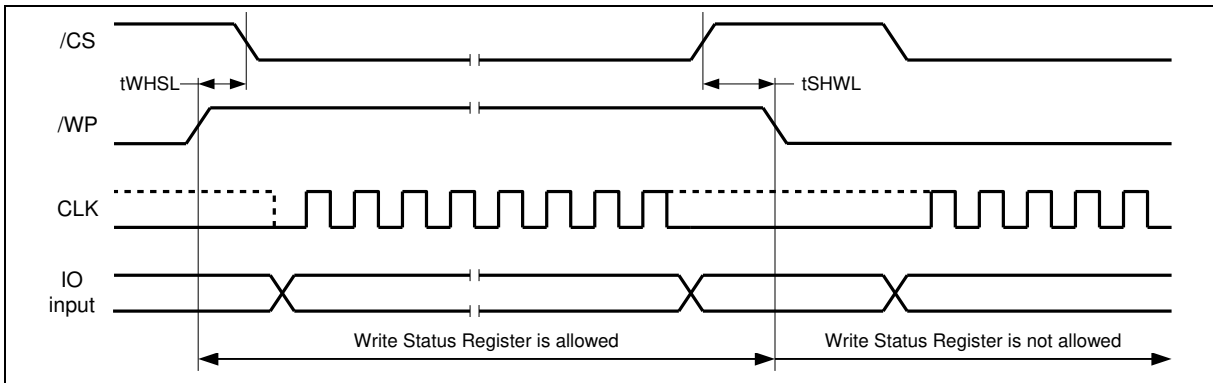 /CS
tWHSL
tSHWL
/WP
CLK
IO
input
Write Status Register is allowed
Write Status Register is not allowed